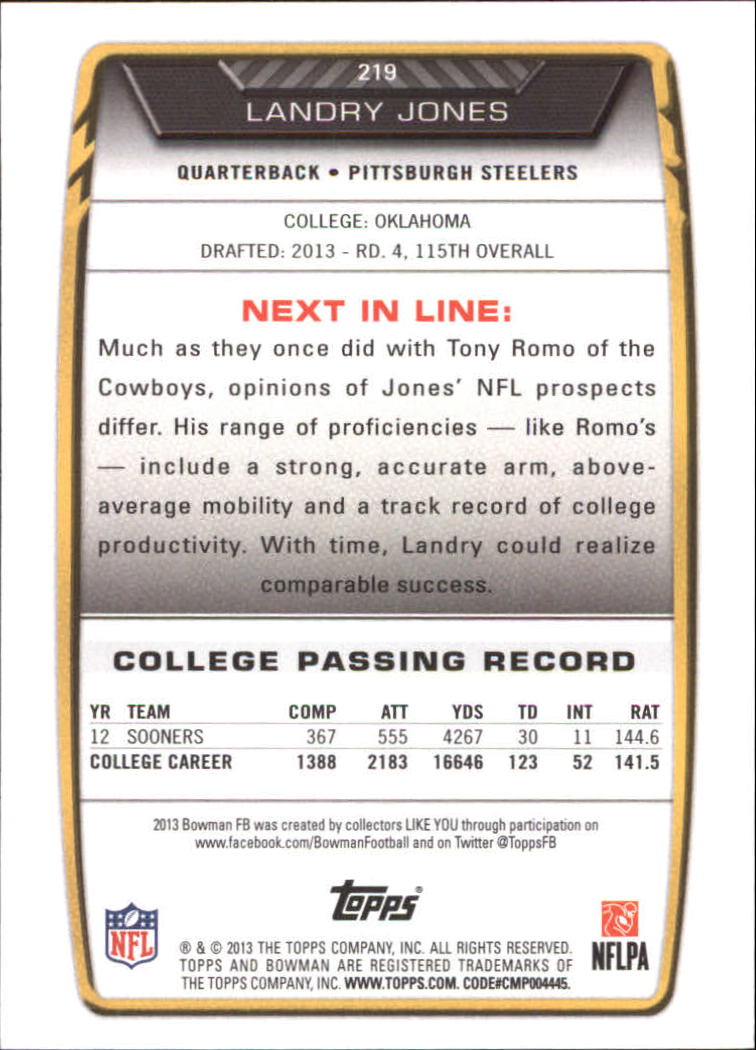 219
LANDRY JONES
QUARTERBACK • PITTSBURGH STEELERS
COLLEGE: OKLAHOMA
DRAFTED: 2013 - RD. 4, 115TH OVERALL
NEXT IN LINE:
Much as they once did with Tony Romo of the
Cowboys, opinions of Jones' NFL prospects
differ. His range of proficiencies — like Romo's
— include a strong, accurate arm, above-
average mobility and a track record of college
productivity. With time, Landry could realize
comparable success.
COLLEGE PASSING RECORD
YR TEAM COMP ATT YDS TD INT RAT
12 SOONERS 367 555 4267 30 11 144.6
COLLEGE CAREER 1388 2183 16646 123 52 141.5
2013 Bowman FB was created by collectors LIKE YOU through participation on
www.facebook.com/BowmanFootball and on Twitter @ToppsFB
Topps®
NFL
NFLPA
® & © 2013 THE TOPPS COMPANY, INC. ALL RIGHTS RESERVED.
TOPPS AND BOWMAN ARE REGISTERED TRADEMARKS OF
THE TOPPS COMPANY, INC. WWW.TOPPS.COM. CODE#CMP004445.